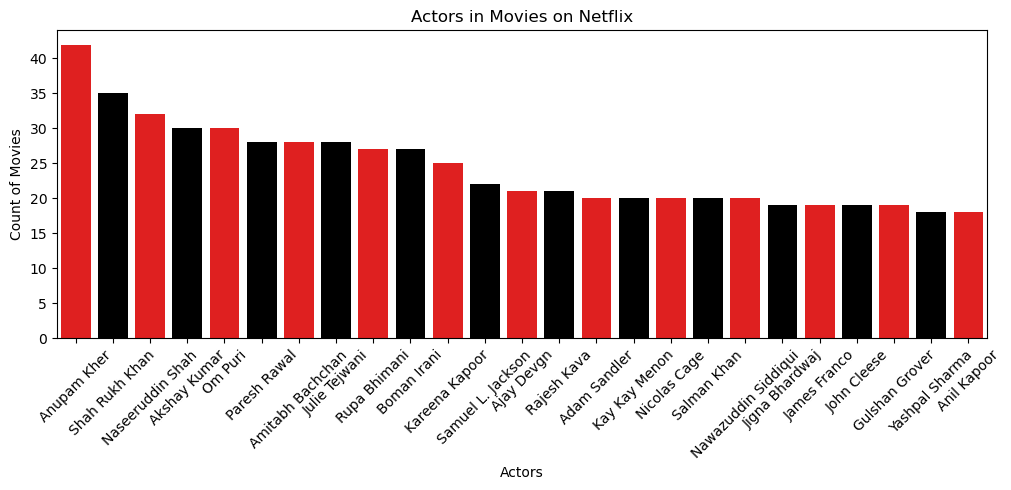 Actors in Movies on Netflix
Count of Movies
40
35
30
25
20
15
10
5
0
Anupam Kher
Shah Rukh Khan
Naseeruddin Shah
Akshay Kumar
Om Puri
Paresh Rawal
Amitabh Bachchan
Julie Tejwani
Rupa Bhimani
Boman Irani
Kareena Kapoor
Samuel L. Jackson
Ajay Devgn
Rajesh Kava
Adam Sandler
Kay Kay Menon
Nicolas Cage
Salman Khan
Nawazuddin Siddiqui
Jigna Bhardwaj
James Franco
John Cleese
Gulshan Grover
Yashpal Sharma
Anil Kapoor
Actors